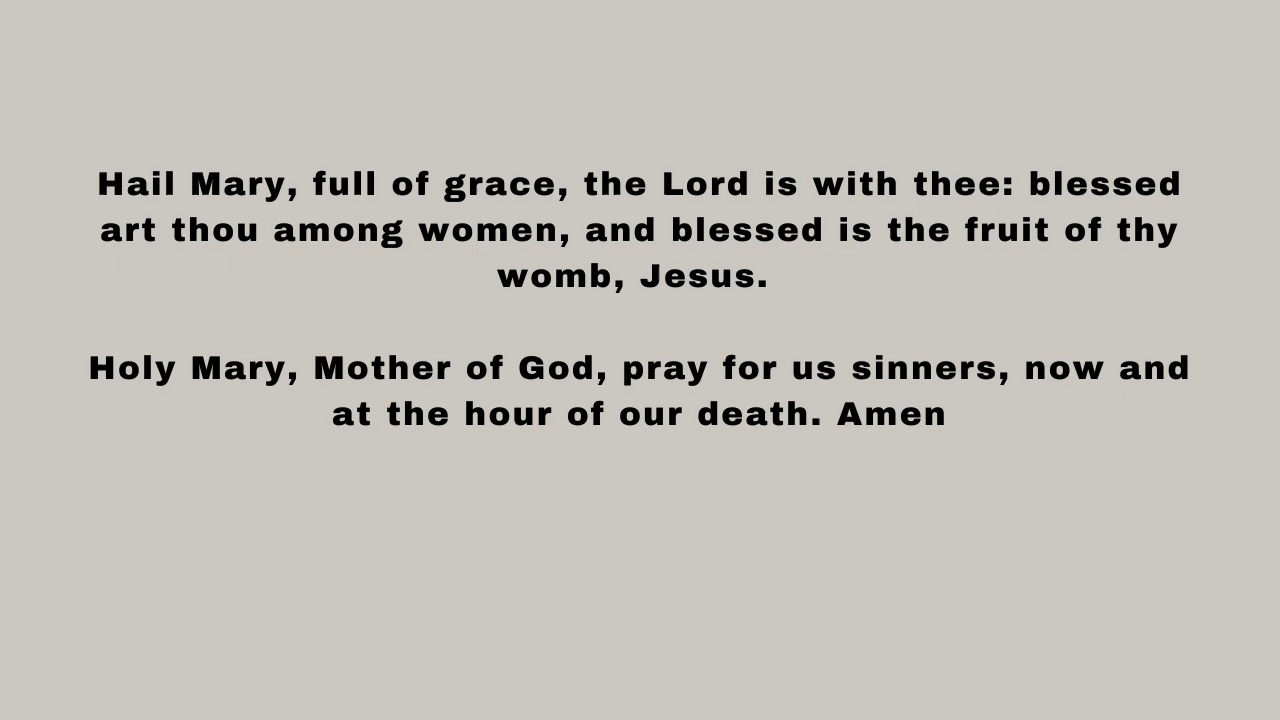 Hail Mary, full of grace, the Lord is with thee: blessed
art thou among women, and blessed is the fruit of thy
womb, Jesus.
Holy Mary, Mother of God, pray for us sinners, now and
at the hour of our death. Amen